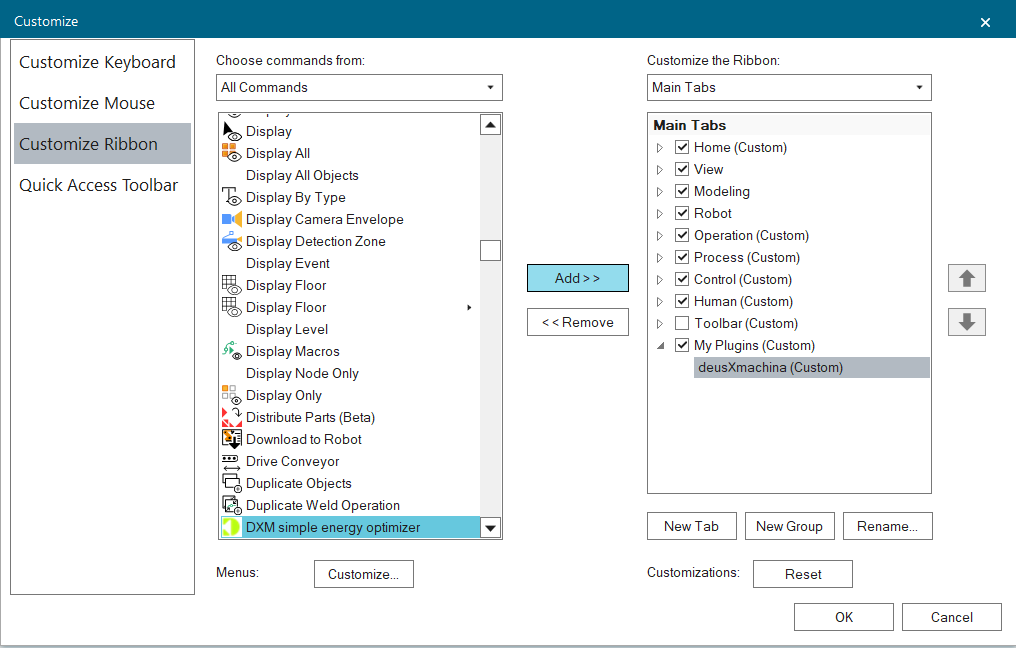 Customize
Customize Keyboard
Customize Mouse
Customize Ribbon
Quick Access Toolbar
Choose commands from:
All Commands
Display
Display All
Display All Objects
Display By Type
Display Camera Envelope
Display Detection Zone
Display Event
Display Floor
Display Floor
Display Level
Display Macros
Display Node Only
Display Only
Distribute Parts (Beta)
Download to Robot
Drive Conveyor
Duplicate Objects
Duplicate Weld Operation
DXM simple energy optimizer
Menus:
Customize...
Add > >
< < Remove
Customize the Ribbon:
Main Tabs
Main Tabs
Home (Custom)
View
Modeling
Robot
Operation (Custom)
Process (Custom)
Control (Custom)
Human (Custom)
Toolbar (Custom)
My Plugins (Custom)
deusXmachina (Custom)
New Tab
New Group
Rename...
Customizations:
Reset
OK
Cancel